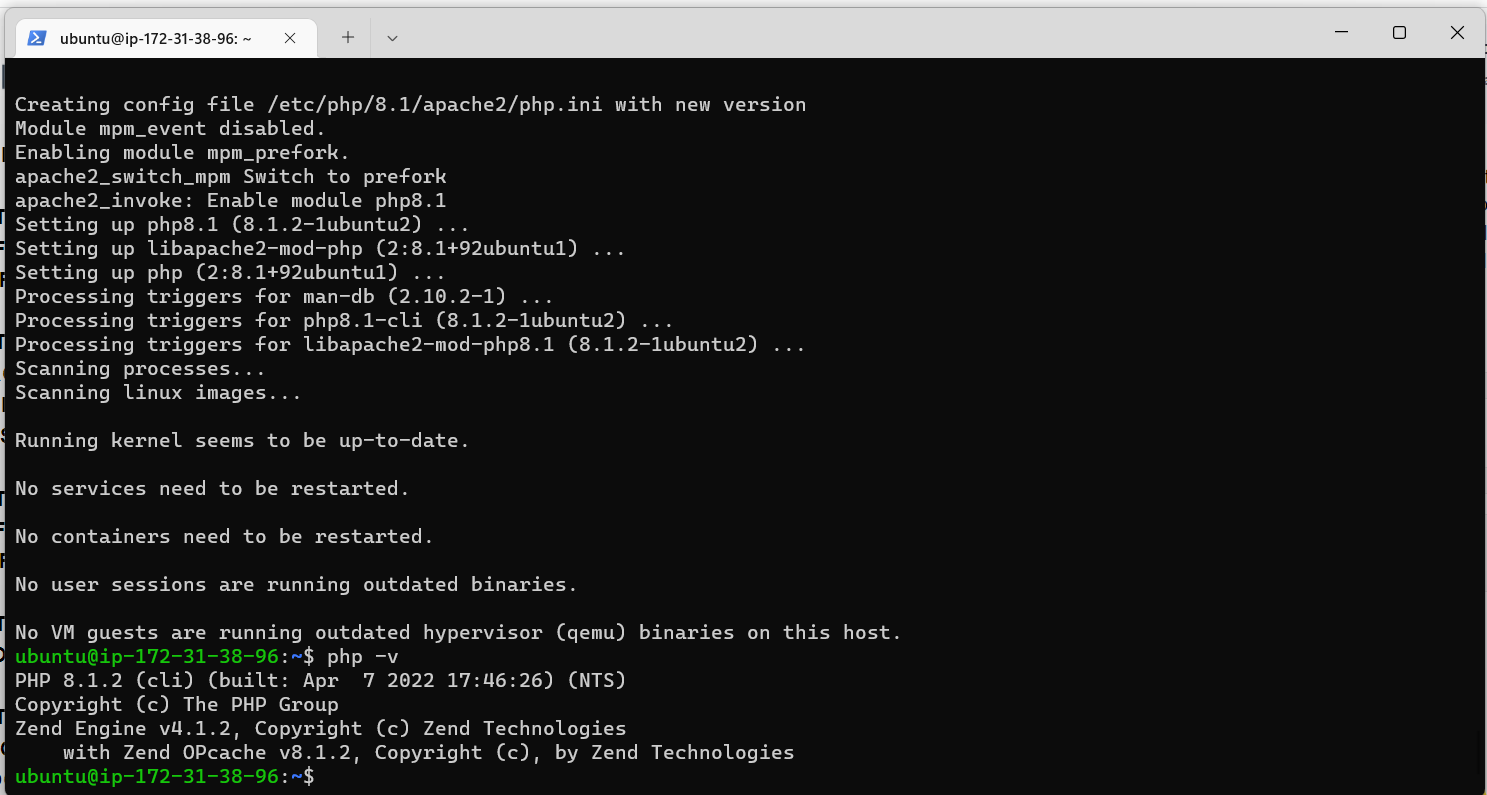 ubuntu@ip-172-31-38-96: ~
Creating config file /etc/php/8.1/apache2/php.ini with new version
Module mpm_event disabled.
Enabling module mpm_prefork.
apache2_switch_mpm Switch to prefork
apache2_invoke: Enable module php8.1
Setting up php8.1 (8.1.2-1ubuntu2) ...
Setting up libapache2-mod-php (2:8.1+92ubuntu1) ...
Setting up php (2:8.1+92ubuntu1) ...
Processing triggers for man-db (2.10.2-1) ...
Processing triggers for php8.1-cli (8.1.2-1ubuntu2) ...
Processing triggers for libapache2-mod-php8.1 (8.1.2-1ubuntu2) ...
Scanning processes...
Scanning linux images...
Running kernel seems to be up-to-date.
No services need to be restarted.
No containers need to be restarted.
No user sessions are running outdated binaries.
No VM guests are running outdated hypervisor (qemu) binaries on this host.
ubuntu@ip-172-31-38-96:~$ php -v
PHP 8.1.2 (cli) (built: Apr  7 2022 17:46:26) (NTS)
Copyright (c) The PHP Group
Zend Engine v4.1.2, Copyright (c) Zend Technologies
    with Zend OPcache v8.1.2, Copyright (c), by Zend Technologies
ubuntu@ip-172-31-38-96:~$